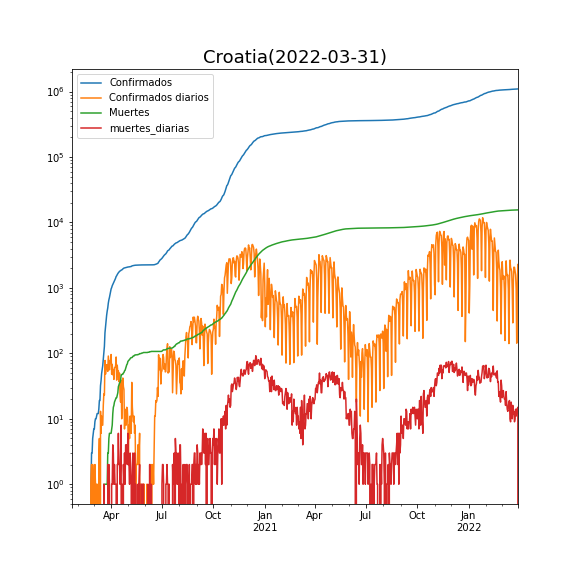 Croatia(2022-03-31)
Confirmados
Confirmados diarios
Muertes
muertes_diarias
10⁶
10⁵
10⁴
10³
10²
10¹
10⁰
Apr Jul Oct Jan Apr Jul Oct Jan
2021 2022